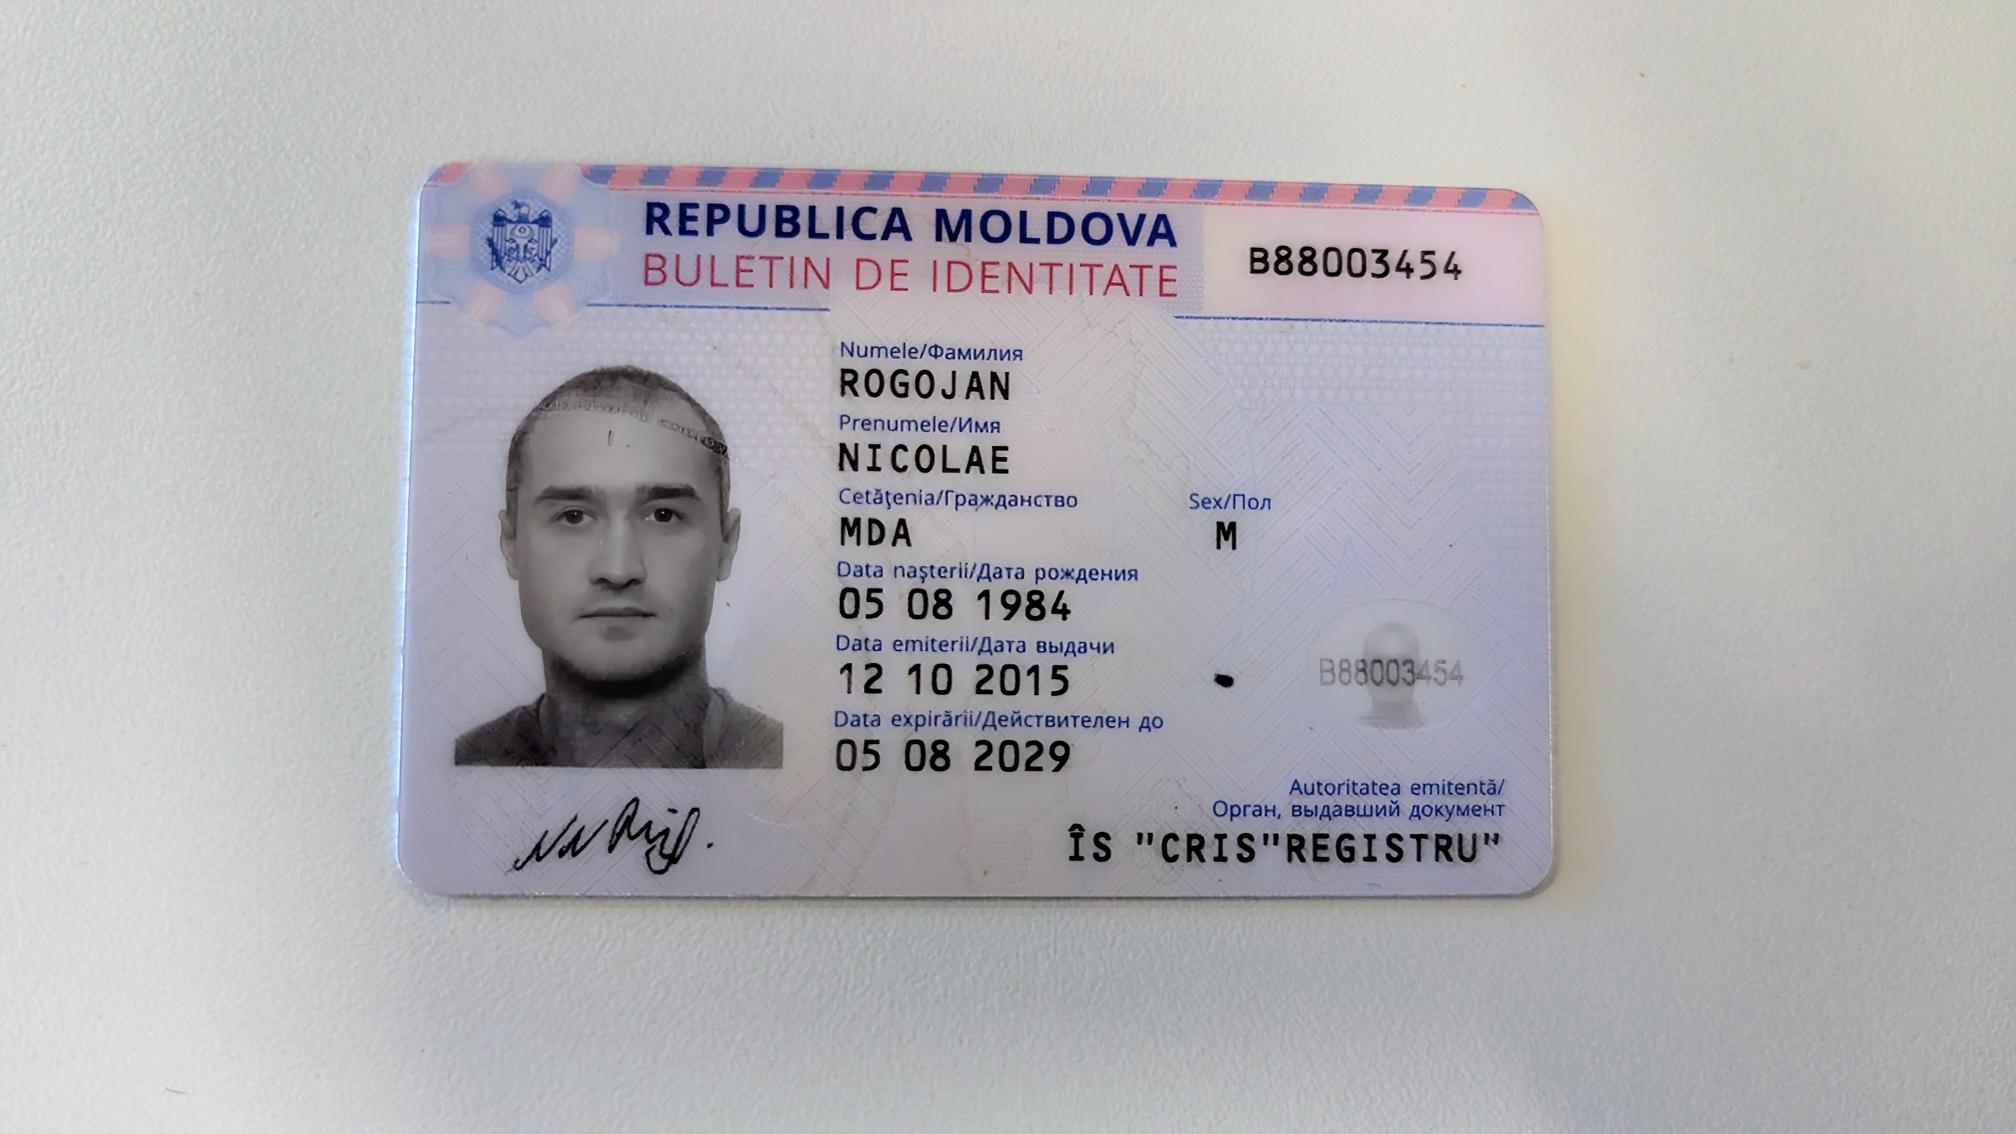 REPUBLICA MOLDOVA
BULETIN DE IDENTITATE
B88003454
Numele/Фамилия
ROGOJAN
Prenumele/Имя
NICOLAE
Cetăţenia/Гражданство
MDA
Sex/Пол
M
Data naşterii/Дата рождения
05 08 1984
Data emiterii/Дата выдачи
12 10 2015
B88003454
Data expirării/Действителен до
05 08 2029
Autoritatea emitentă/
Орган, выдавший документ
ÎS "CRIS"REGISTRU"